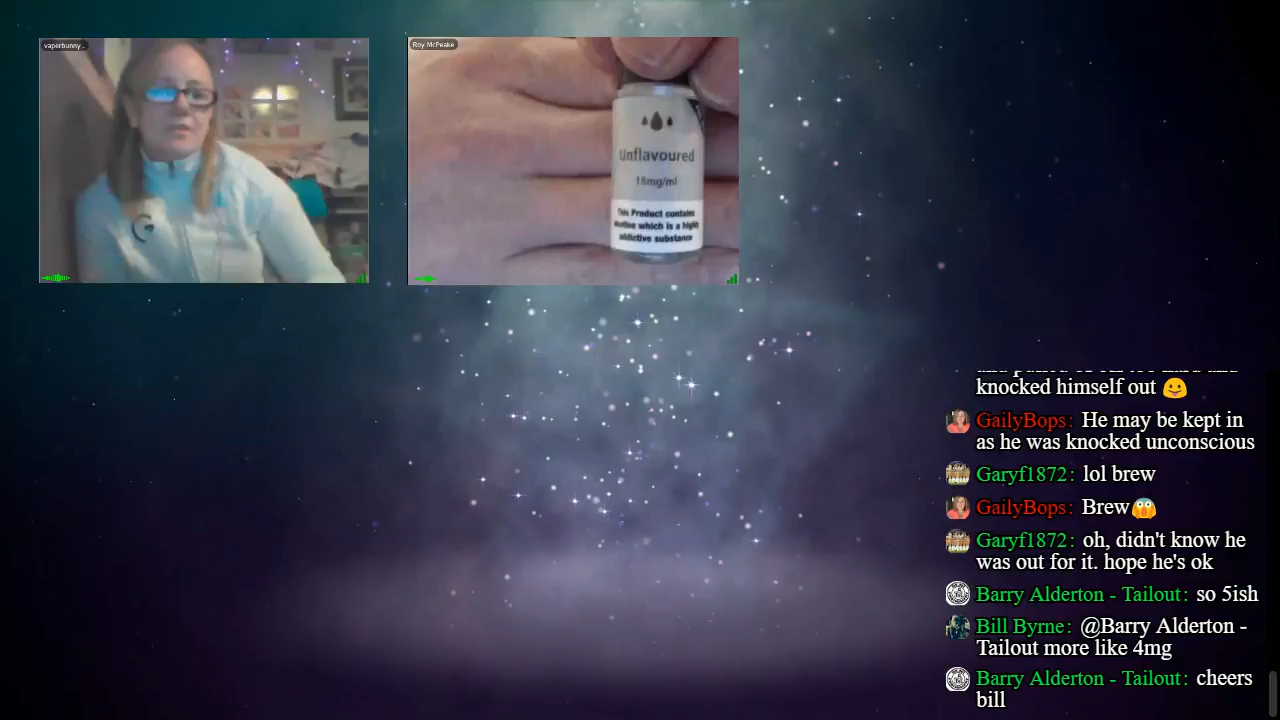 vaperbunny .
Roy McPeake
Unflavoured
18mg/ml
This Product contains
nicotine which is a highly
addictive substance
knocked himself out
GailyBops: He may be kept in
as he was knocked unconscious
Garyf1872: lol brew
GailyBops: Brew
Garyf1872: oh, didn't know he
was out for it. hope he's ok
Barry Alderton - Tailout: so 5ish
Bill Byrne: @Barry Alderton -
Tailout more like 4mg
Barry Alderton - Tailout: cheers
bill